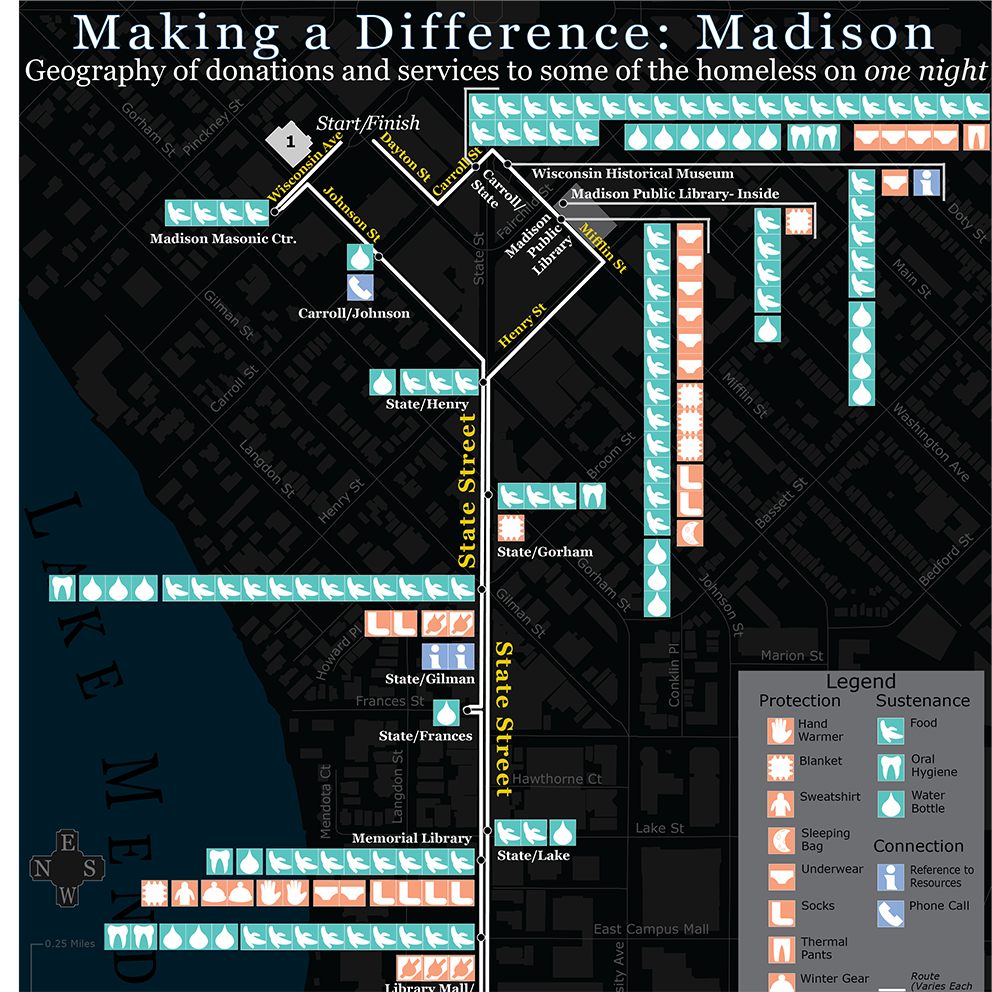 Making a Difference: Madison
Geography of donations and services to some of the homeless on one night
Gorham St
Pinckney St
Start/Finish
1
Wisconsin Ave
Dayton St
Carroll St
Carroll/
State
Wisconsin Historical Museum
Madison Public Library- Inside
Fairchild St
Madison
Public
Library
Mifflin St
Doty St
Madison Masonic Ctr.
Johnson St
State St
Main St
Carroll/Johnson
Gilman St
Henry St
Carroll St
State/Henry
Mifflin St
Washington Ave
State Street
Langdon St
Henry St
Broom St
Bassett St
State/Gorham
Bedford St
Gorham St
Johnson St
Gilman St
LAKE MEND
Howard Pl
State/Gilman
State Street
Conklin Pl
Marion St
Frances St
State/Frances
Mendota Ct
Langdon St
Hawthorne Ct
Lake St
Memorial Library
State/Lake
E
N S
W
East Campus Mall
0.25 Miles
sity Ave
Library Mall/
Legend
Protection
Hand
Warmer
Blanket
Sweatshirt
Sleeping
Bag
Underwear
Socks
Thermal
Pants
Winter Gear
Sustenance
Food
Oral
Hygiene
Water
Bottle
Connection
Reference to
Resources
Phone Call
Route
(Varies Each